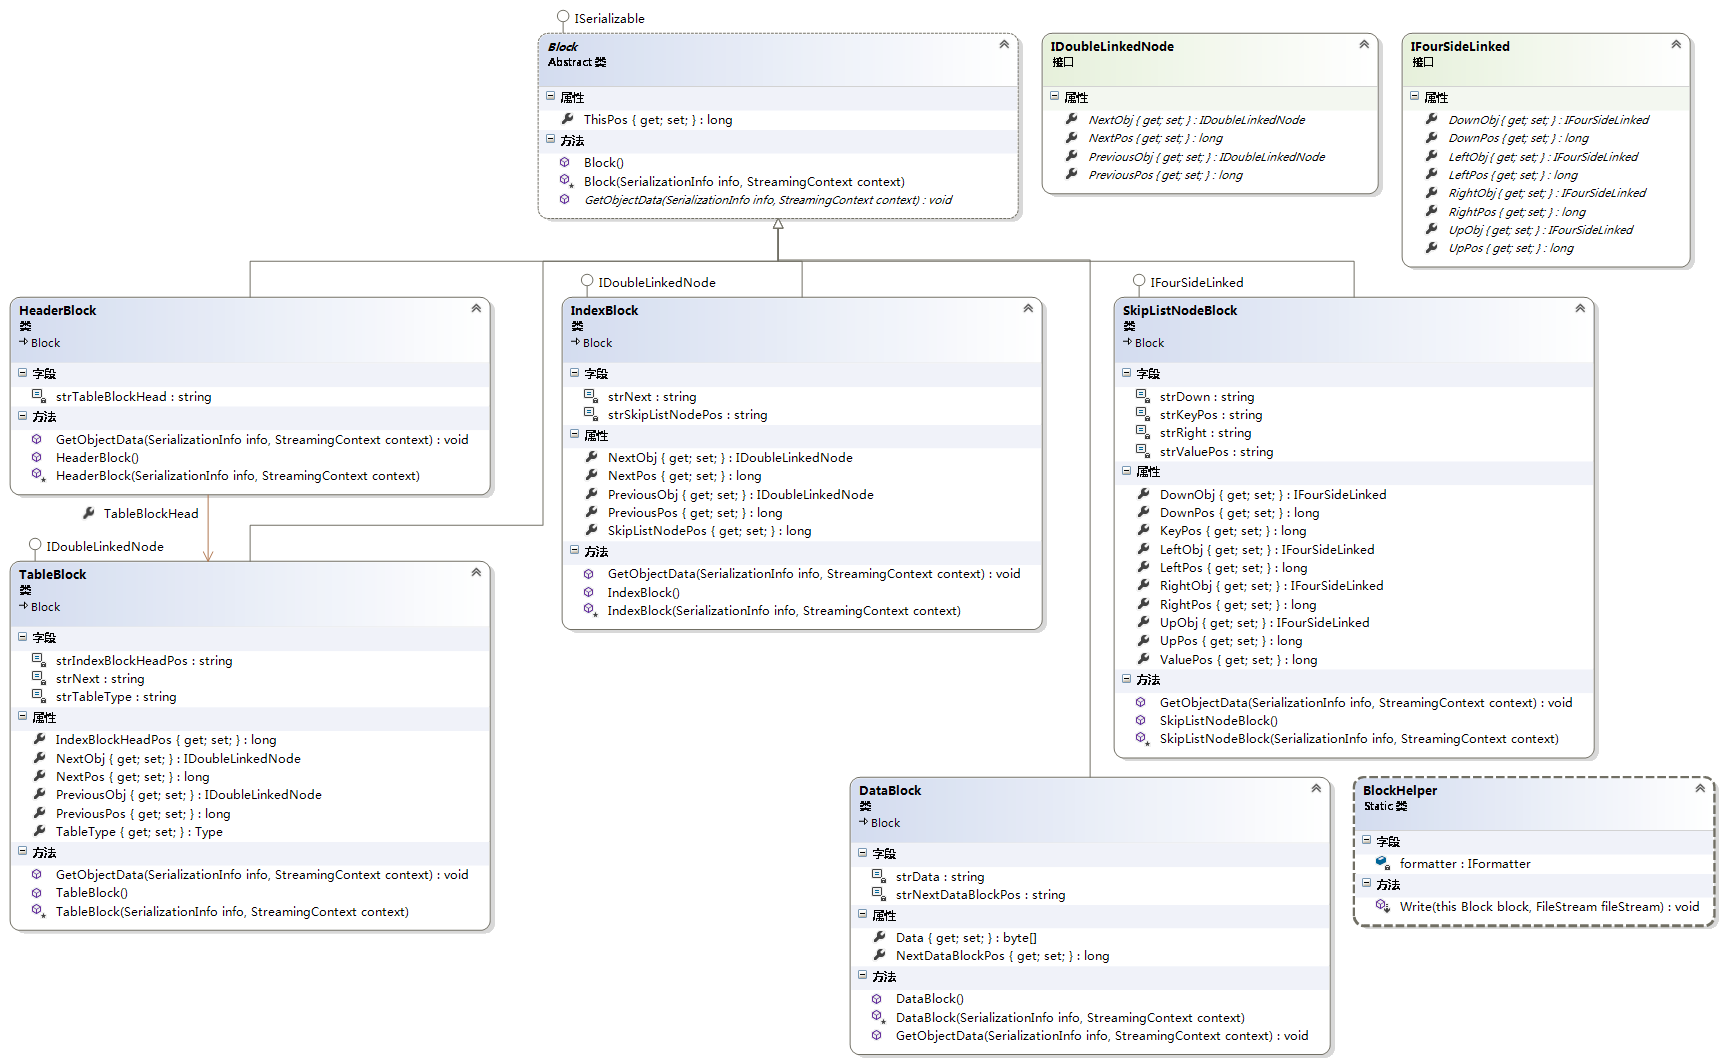 ISerializable
Block
Abstract 类
属性
ThisPos { get; set; } : long
方法
Block()
Block(SerializationInfo info, StreamingContext context)
GetObjectData(SerializationInfo info, StreamingContext context) : void
IDoubleLinkedNode
接口
属性
NextObj { get; set; } : IDoubleLinkedNode
NextPos { get; set; } : long
PreviousObj { get; set; } : IDoubleLinkedNode
PreviousPos { get; set; } : long
IFourSideLinked
接口
属性
DownObj { get; set; } : IFourSideLinked
DownPos { get; set; } : long
LeftObj { get; set; } : IFourSideLinked
LeftPos { get; set; } : long
RightObj { get; set; } : IFourSideLinked
RightPos { get; set; } : long
UpObj { get; set; } : IFourSideLinked
UpPos { get; set; } : long
HeaderBlock
类
Block
字段
strTableBlockHead : string
方法
GetObjectData(SerializationInfo info, StreamingContext context) : void
HeaderBlock()
HeaderBlock(SerializationInfo info, StreamingContext context)
TableBlockHead
IDoubleLinkedNode
TableBlock
类
Block
字段
strIndexBlockHeadPos : string
strNext : string
strTableType : string
属性
IndexBlockHeadPos { get; set; } : long
NextObj { get; set; } : IDoubleLinkedNode
NextPos { get; set; } : long
PreviousObj { get; set; } : IDoubleLinkedNode
PreviousPos { get; set; } : long
TableType { get; set; } : Type
方法
GetObjectData(SerializationInfo info, StreamingContext context) : void
TableBlock()
TableBlock(SerializationInfo info, StreamingContext context)
IDoubleLinkedNode
IndexBlock
类
Block
字段
strNext : string
strSkipListNodePos : string
属性
NextObj { get; set; } : IDoubleLinkedNode
NextPos { get; set; } : long
PreviousObj { get; set; } : IDoubleLinkedNode
PreviousPos { get; set; } : long
SkipListNodePos { get; set; } : long
方法
GetObjectData(SerializationInfo info, StreamingContext context) : void
IndexBlock()
IndexBlock(SerializationInfo info, StreamingContext context)
IFourSideLinked
SkipListNodeBlock
类
Block
字段
strDown : string
strKeyPos : string
strRight : string
strValuePos : string
属性
DownObj { get; set; } : IFourSideLinked
DownPos { get; set; } : long
KeyPos { get; set; } : long
LeftObj { get; set; } : IFourSideLinked
LeftPos { get; set; } : long
RightObj { get; set; } : IFourSideLinked
RightPos { get; set; } : long
UpObj { get; set; } : IFourSideLinked
UpPos { get; set; } : long
ValuePos { get; set; } : long
方法
GetObjectData(SerializationInfo info, StreamingContext context) : void
SkipListNodeBlock()
SkipListNodeBlock(SerializationInfo info, StreamingContext context)
DataBlock
类
Block
字段
strData : string
strNextDataBlockPos : string
属性
Data { get; set; } : byte[]
NextDataBlockPos { get; set; } : long
方法
DataBlock()
DataBlock(SerializationInfo info, StreamingContext context)
GetObjectData(SerializationInfo info, StreamingContext context) : void
BlockHelper
Static 类
字段
formatter : IFormatter
方法
Write(this Block block, FileStream fileStream) : void